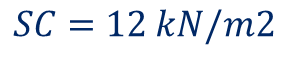 SC = 12 kN/m2